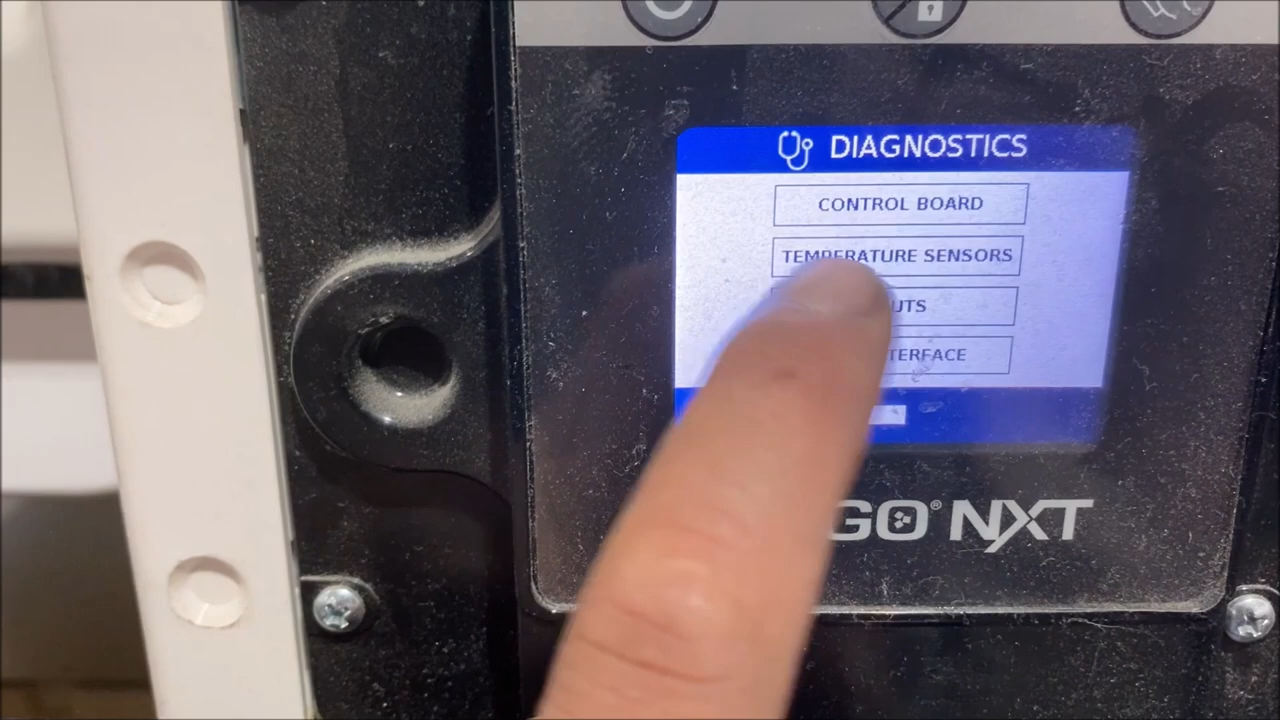 DIAGNOSTICS
CONTROL BOARD
TEMPERATURE SENSORS
UTS
TERFACE
GO® NXT